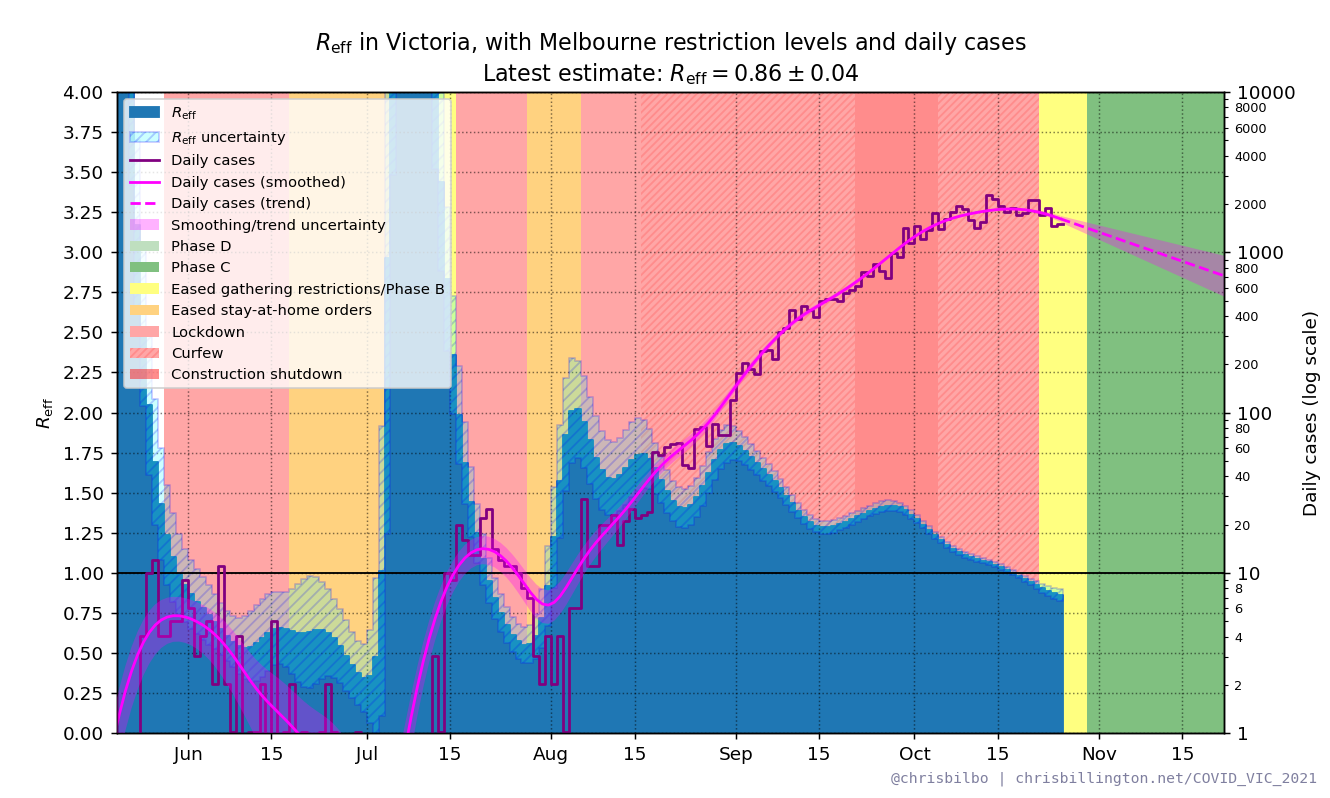 R_eff in Victoria, with Melbourne restriction levels and daily cases
Latest estimate: R_eff = 0.86 ± 0.04
R_eff
4.00
3.75
3.50
3.25
3.00
2.75
2.50
2.25
2.00
1.75
1.50
1.25
1.00
0.75
0.50
0.25
0.00
R_eff
R_eff uncertainty
Daily cases
Daily cases (smoothed)
Daily cases (trend)
Smoothing/trend uncertainty
Phase D
Phase C
Eased gathering restrictions/Phase B
Eased stay-at-home orders
Lockdown
Curfew
Construction shutdown
10000
8000
6000
4000
2000
1000
800
600
400
200
100
80
60
40
20
10
8
6
4
2
1
Daily cases (log scale)
Jun 15 Jul 15 Aug 15 Sep 15 Oct 15 Nov 15
@chrisbilbo | chrisbillington.net/COVID_VIC_2021